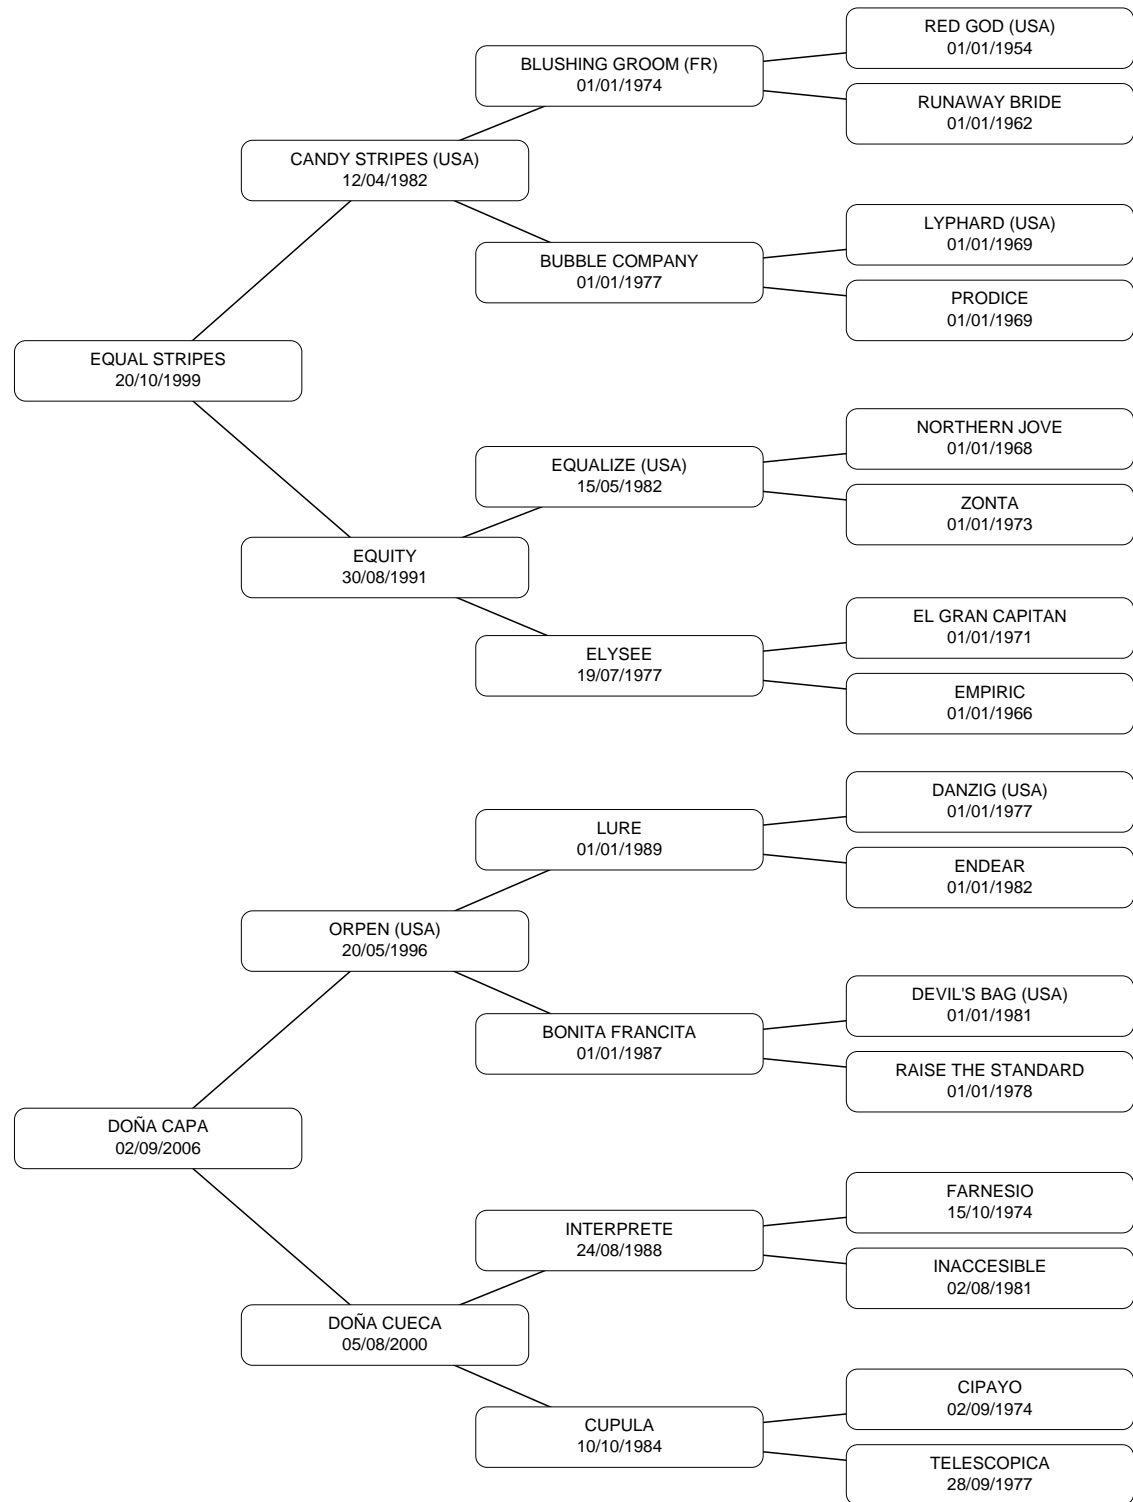 RED GOD (USA)
01/01/1954
BLUSHING GROOM (FR)
01/01/1974
RUNAWAY BRIDE
01/01/1962
CANDY STRIPES (USA)
12/04/1982
LYPHARD (USA)
01/01/1969
BUBBLE COMPANY
01/01/1977
PRODICE
01/01/1969
EQUAL STRIPES
20/10/1999
NORTHERN JOVE
01/01/1968
EQUALIZE (USA)
15/05/1982
ZONTA
01/01/1973
EQUITY
30/08/1991
EL GRAN CAPITAN
01/01/1971
ELYSEE
19/07/1977
EMPIRIC
01/01/1966
DANZIG (USA)
01/01/1977
LURE
01/01/1989
ENDEAR
01/01/1982
ORPEN (USA)
20/05/1996
DEVIL'S BAG (USA)
01/01/1981
BONITA FRANCITA
01/01/1987
RAISE THE STANDARD
01/01/1978
DOÑA CAPA
02/09/2006
FARNESIO
15/10/1974
INTERPRETE
24/08/1988
INACCESIBLE
02/08/1981
DOÑA CUECA
05/08/2000
CIPAYO
02/09/1974
CUPULA
10/10/1984
TELESCOPICA
28/09/1977